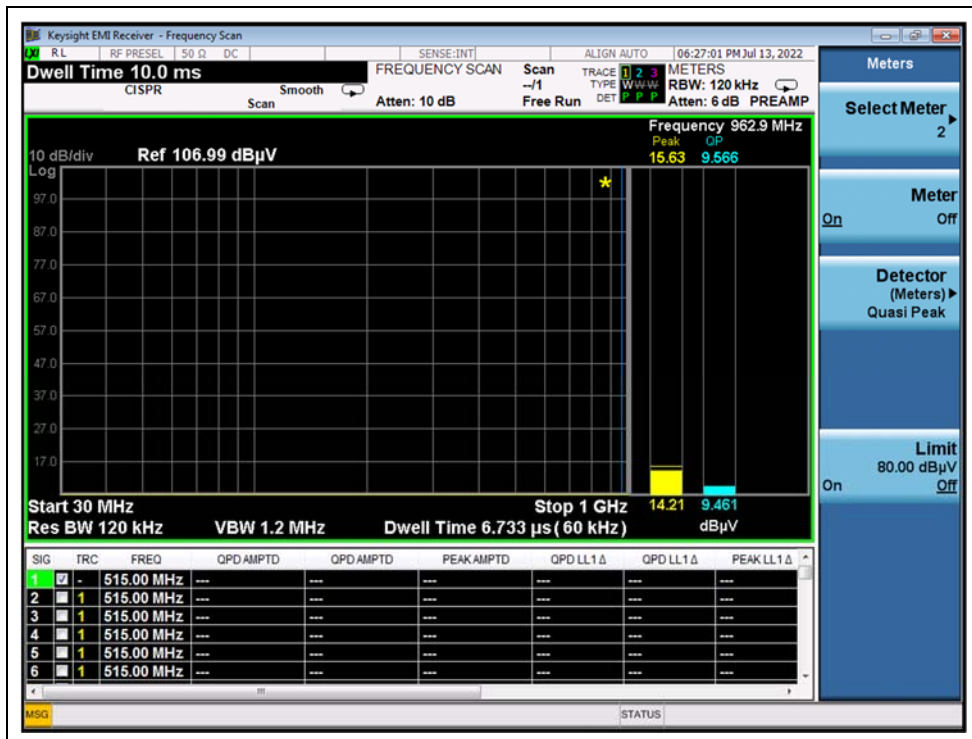 Keysight EMI Receiver - Frequency Scan
LXI RL RF PRESEL 50 Ω DC SENSE:INT ALIGN AUTO 06:27:01 PM Jul 13, 2022
Dwell Time 10.0 ms FREQUENCY SCAN Scan TRACE 1 2 3 METERS
CISPR Smooth --/1 TYPE W W W RBW: 120 kHz
Scan Atten: 10 dB Free Run DET P P P Atten: 6 dB PREAMP
Frequency 962.9 MHz
Peak QP
10 dB/div Ref 106.99 dBµV 15.63 9.566
Log
97.0
87.0
77.0
67.0
57.0
47.0
37.0
27.0
17.0
Start 30 MHz Stop 1 GHz 14.21 9.461
Res BW 120 kHz VBW 1.2 MHz Dwell Time 6.733 µs (60 kHz) dBµV
SIG TRC FREQ QPD AMPTD QPD AMPTD PEAK AMPTD QPD LL1 Δ QPD LL1 Δ PEAK LL1 Δ
1 - 515.00 MHz --- --- --- --- --- ---
2 1 515.00 MHz --- --- --- --- --- ---
3 1 515.00 MHz --- --- --- --- --- ---
4 1 515.00 MHz --- --- --- --- --- ---
5 1 515.00 MHz --- --- --- --- --- ---
6 1 515.00 MHz --- --- --- --- --- ---
MSG STATUS
Meters
Select Meter
2
Meter
On Off
Detector
(Meters)
Quasi Peak
Limit
80.00 dBµV
On Off